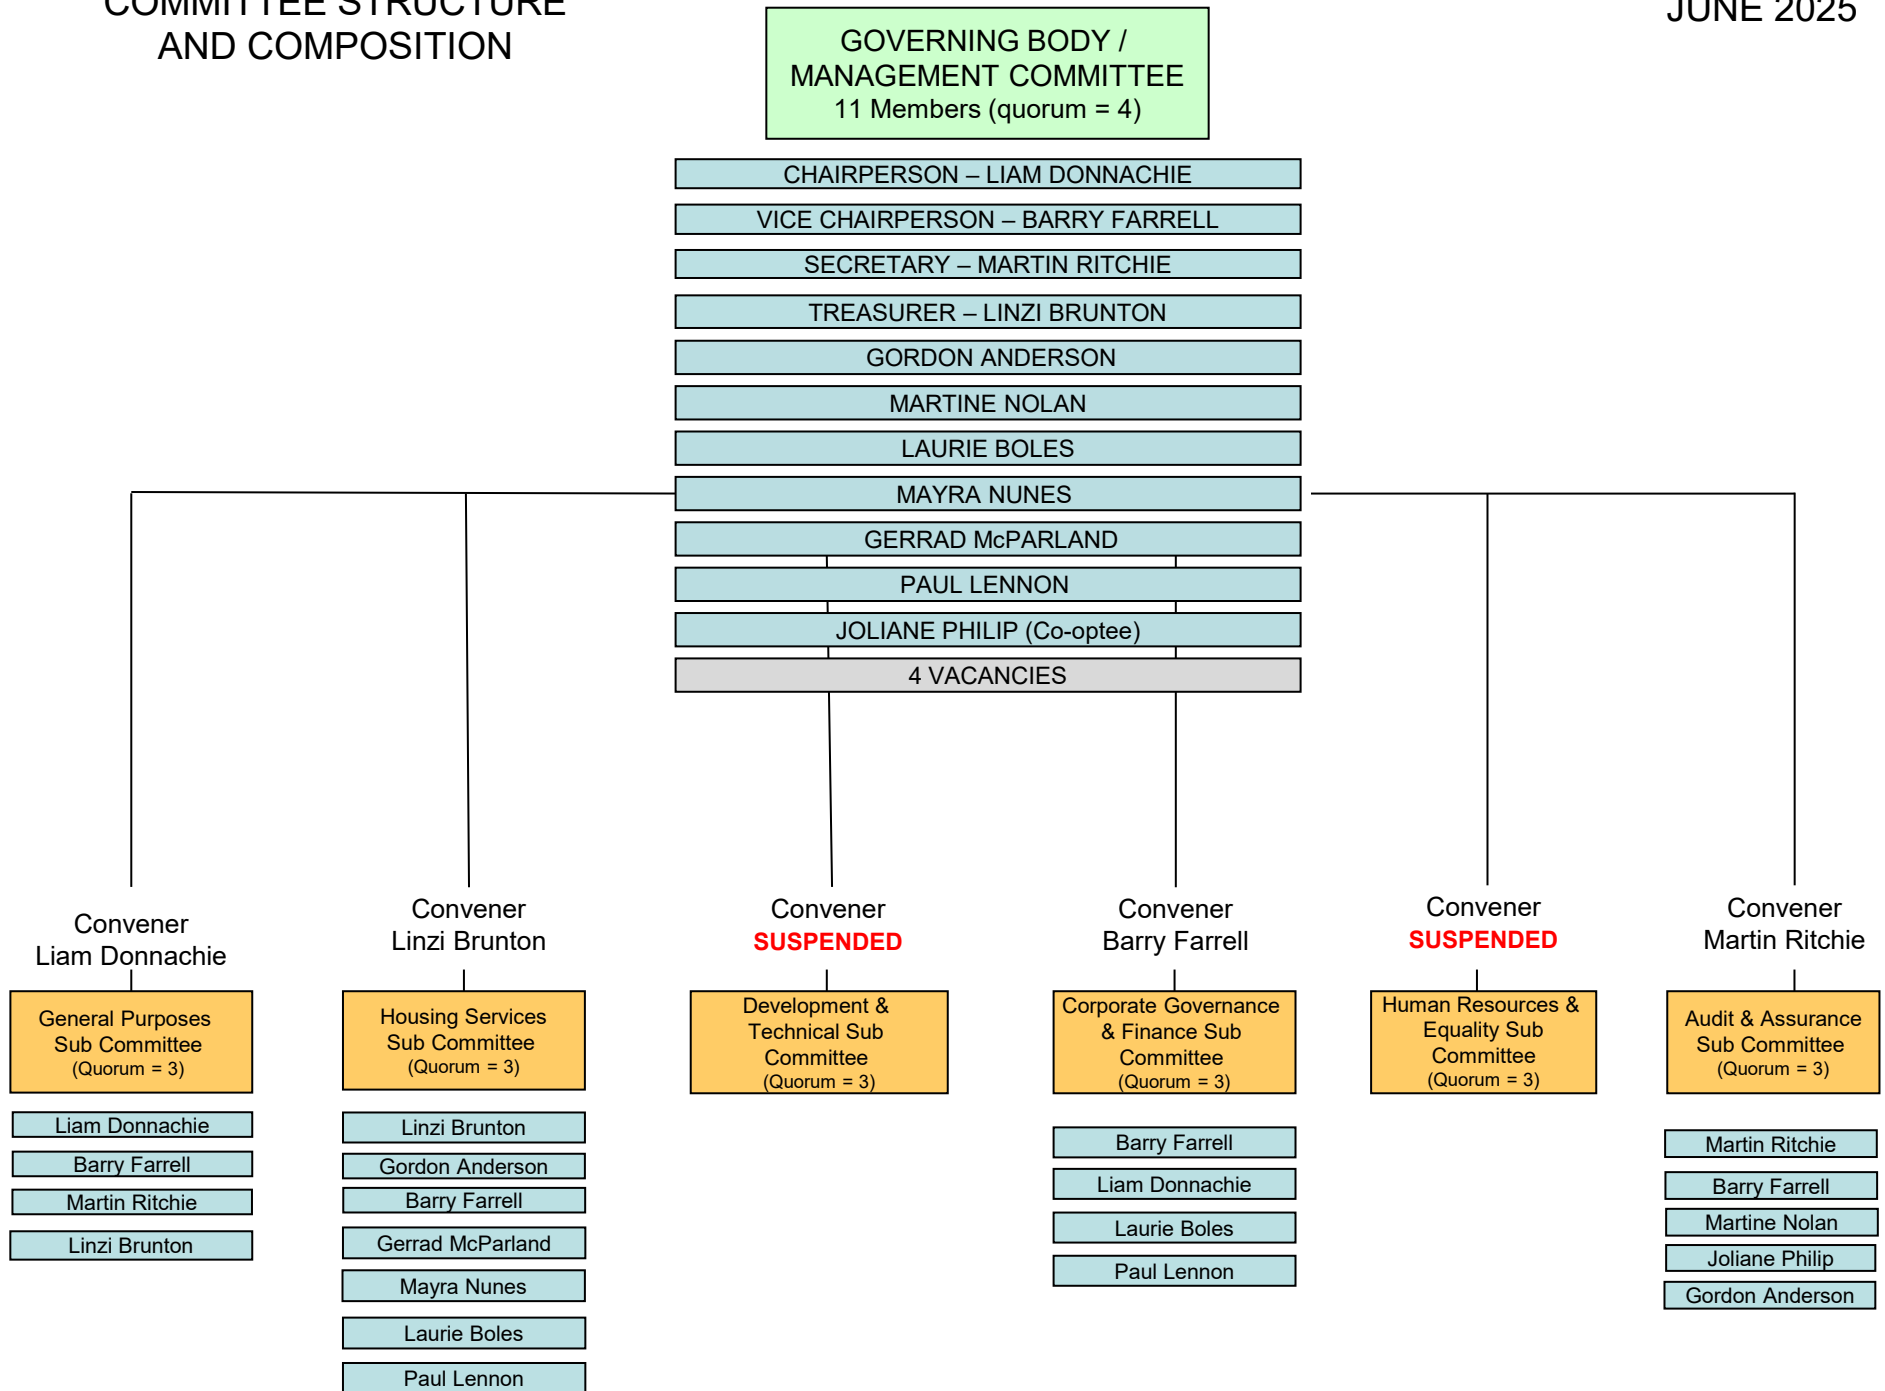 COMMITTEE STRUCTURE
AND COMPOSITION
JUNE 2025
GOVERNING BODY /
MANAGEMENT COMMITTEE
11 Members (quorum = 4)
CHAIRPERSON – LIAM DONNACHIE
VICE CHAIRPERSON – BARRY FARRELL
SECRETARY – MARTIN RITCHIE
TREASURER – LINZI BRUNTON
GORDON ANDERSON
MARTINE NOLAN
LAURIE BOLES
MAYRA NUNES
GERRAD McPARLAND
PAUL LENNON
JOLIANE PHILIP (Co-optee)
4 VACANCIES
Convener
Liam Donnachie
General Purposes
Sub Committee
(Quorum = 3)
Liam Donnachie
Barry Farrell
Martin Ritchie
Linzi Brunton
Convener
Linzi Brunton
Housing Services
Sub Committee
(Quorum = 3)
Linzi Brunton
Gordon Anderson
Barry Farrell
Gerrad McParland
Mayra Nunes
Laurie Boles
Paul Lennon
Convener
SUSPENDED
Development &
Technical Sub
Committee
(Quorum = 3)
Convener
Barry Farrell
Corporate Governance
& Finance Sub
Committee
(Quorum = 3)
Barry Farrell
Liam Donnachie
Laurie Boles
Paul Lennon
Convener
SUSPENDED
Human Resources &
Equality Sub
Committee
(Quorum = 3)
Convener
Martin Ritchie
Audit & Assurance
Sub Committee
(Quorum = 3)
Martin Ritchie
Barry Farrell
Martine Nolan
Joliane Philip
Gordon Anderson